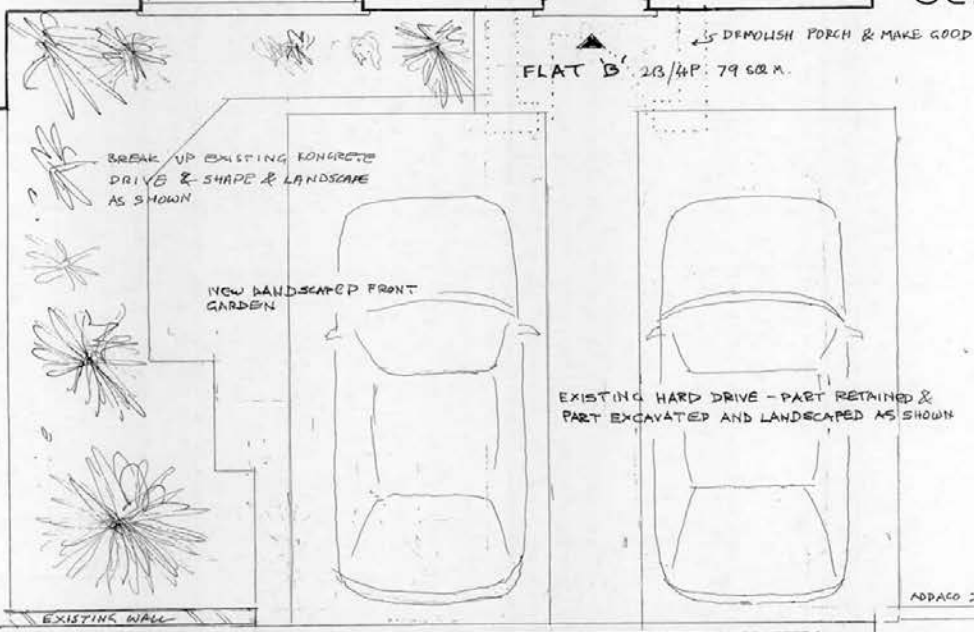 DEMOLISH PORCH & MAKE GOOD
FLAT 'B' 2B/4P: 79 SQ M.
BREAK UP EXISTING KONGRETE
DRIVE & SHAPE & LANDSCAPE
AS SHOWN
NEW LANDSCAPED FRONT
GARDEN
EXISTING HARD DRIVE - PART RETAINED &
PART EXCAVATED AND LANDSCAPED AS SHOWN
EXISTING WALL